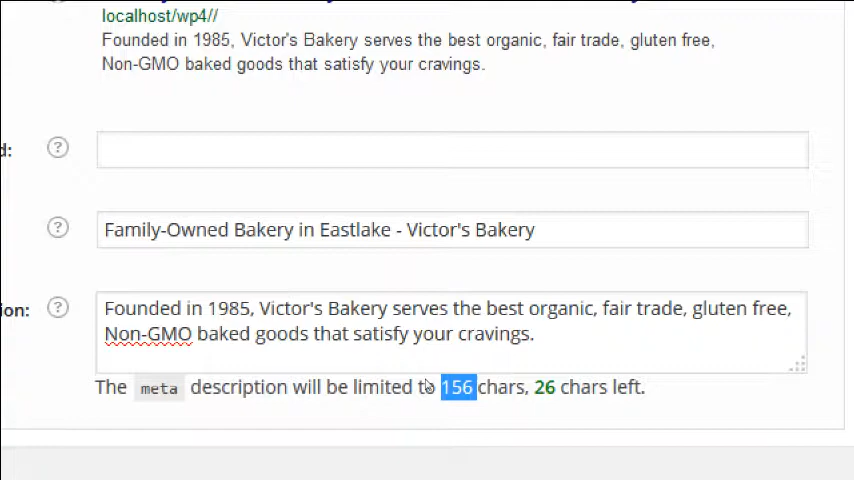 localhost/wp4//
Founded in 1985, Victor's Bakery serves the best organic, fair trade, gluten free,
Non-GMO baked goods that satisfy your cravings.
d:
Family-Owned Bakery in Eastlake - Victor's Bakery
ion:
Founded in 1985, Victor's Bakery serves the best organic, fair trade, gluten free,
Non-GMO baked goods that satisfy your cravings.
The meta description will be limited to 156 chars, 26 chars left.